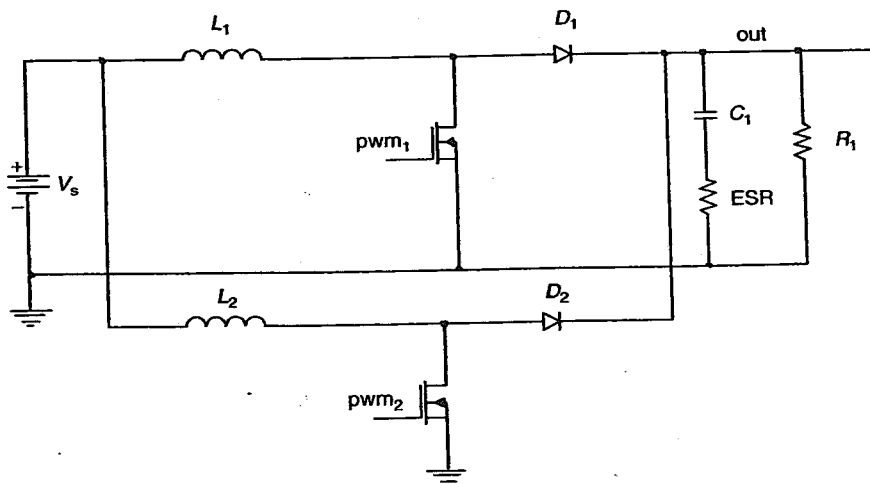 L₁
D₁
out
pwm₁
C₁
R₁
+
Vₛ
−
ESR
L₂
D₂
pwm₂